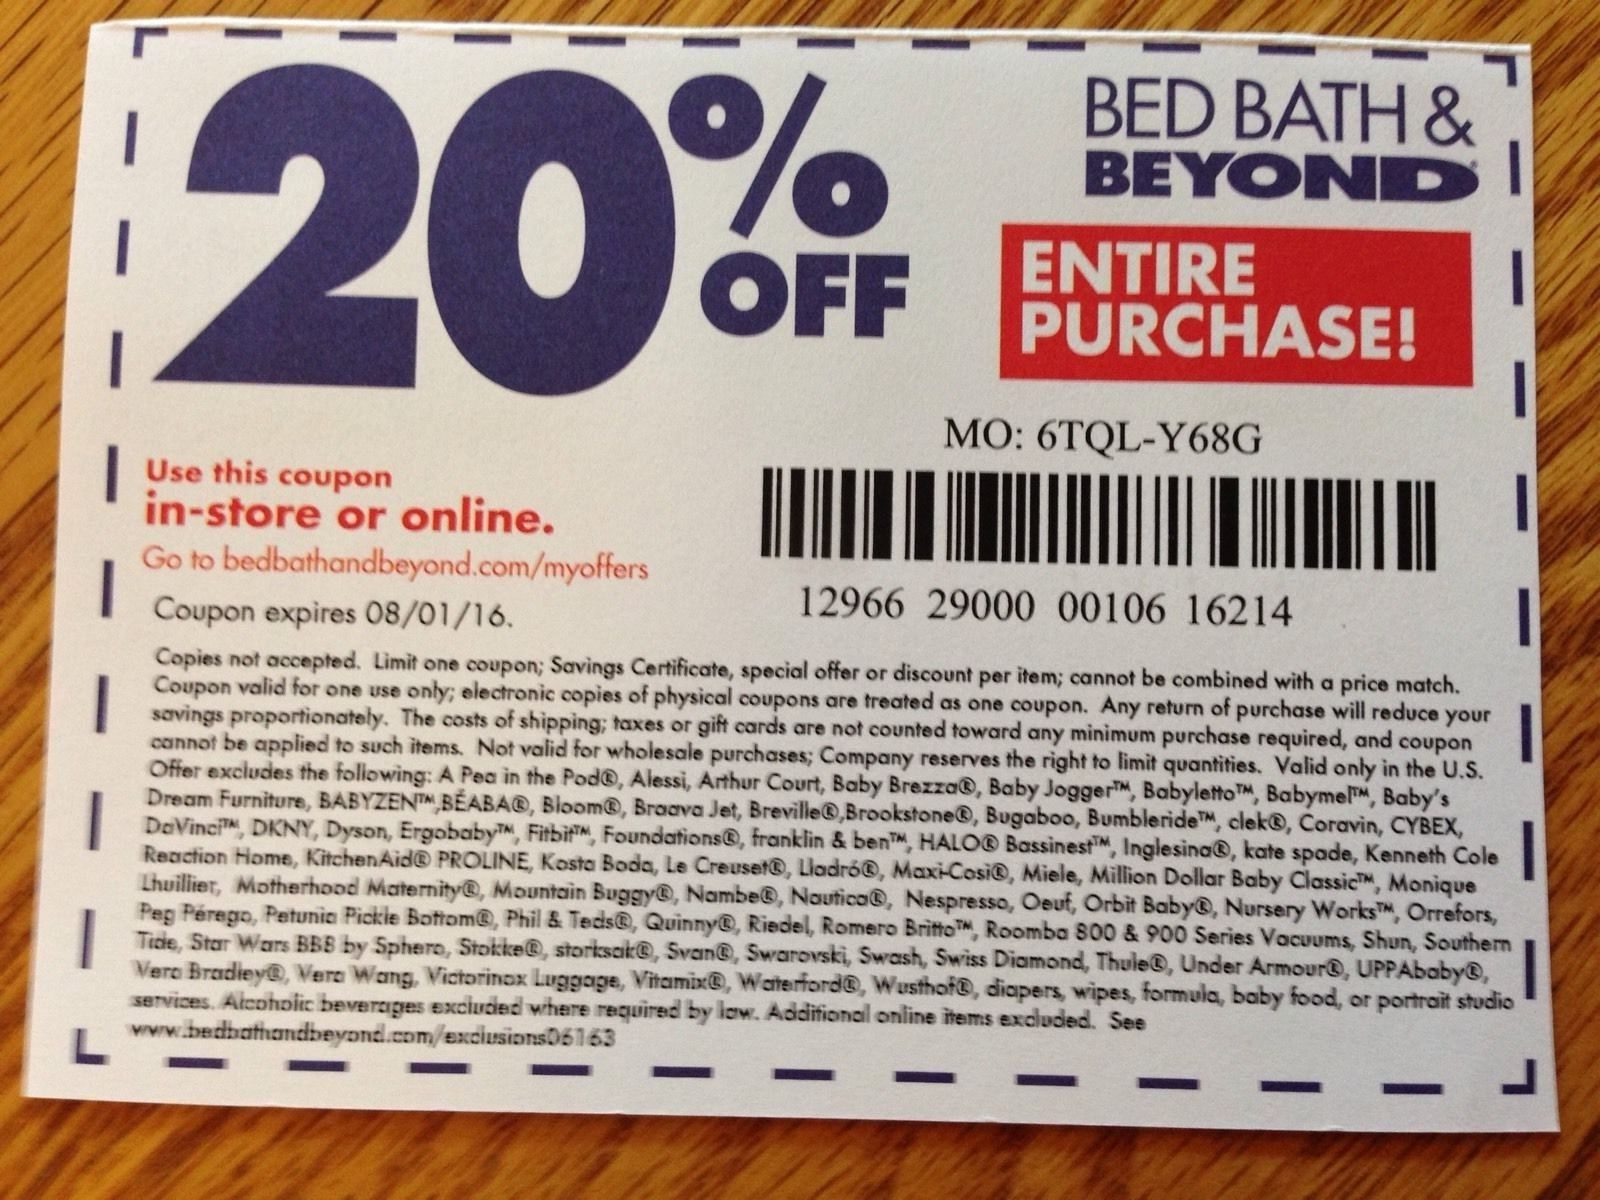 20% OFF
BED BATH &
BEYOND®
ENTIRE
PURCHASE!
MO: 6TQL-Y68G
Use this coupon
in-store or online.
Go to bedbathandbeyond.com/myoffers
Coupon expires 08/01/16.
12966 29000 00106 16214
Copies not accepted. Limit one coupon; Savings Certificate, special offer or discount per item; cannot be combined with a price match.
Coupon valid for one use only; electronic copies of physical coupons are treated as one coupon. Any return of purchase will reduce your
savings proportionately. The costs of shipping; taxes or gift cards are not counted toward any minimum purchase required, and coupon
cannot be applied to such items. Not valid for wholesale purchases; Company reserves the right to limit quantities. Valid only in the U.S.
Offer excludes the following: A Pea in the Pod®, Alessi, Arthur Court, Baby Brezza®, Baby Jogger™, Babyletto™, Babymel™, Baby's
Dream Furniture, BABYZEN™,BÉABA®, Bloom®, Braava Jet, Breville®,Brookstone®, Bugaboo, Bumbleride™, clek®, Coravin, CYBEX,
DaVinci™, DKNY, Dyson, Ergobaby™, Fitbit™, Foundations®, franklin & ben™, HALO® Bassinest™, Inglesina®, kate spade, Kenneth Cole
Reaction Home, KitchenAid® PROLINE, Kosta Boda, Le Creuset®, Lladró®, Maxi-Cosi®, Miele, Million Dollar Baby Classic™, Monique
Lhuillier, Motherhood Maternity®, Mountain Buggy®, Nambe®, Nautica®, Nespresso, Oeuf, Orbit Baby®, Nursery Works™, Orrefors,
Peg Pérego, Petunia Pickle Bottom®, Phil & Teds®, Quinny®, Riedel, Romero Britto™, Roomba 800 & 900 Series Vacuums, Shun, Southern
Tide, Star Wars BB8 by Sphero, Stokke®, storksak®, Svan®, Swarovski, Swash, Swiss Diamond, Thule®, Under Armour®, UPPAbaby®,
Vera Bradley®, Vera Wang, Victorinox Luggage, Vitamix®, Waterford®, Wusthof®, diapers, wipes, formula, baby food, or portrait studio
services. Alcoholic beverages excluded where required by law. Additional online items excluded. See
www.bedbathandbeyond.com/exclusions06163